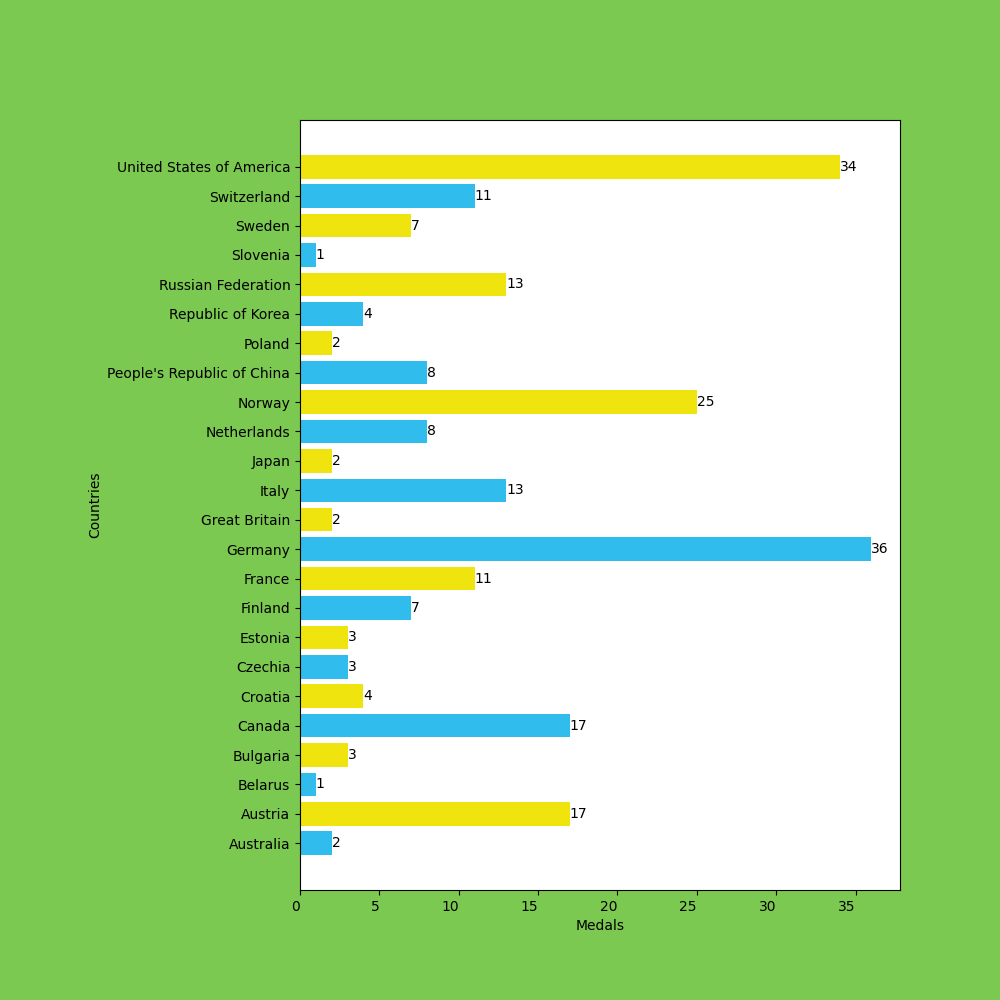 United States of America 34
Switzerland 11
Sweden 7
Slovenia 1
Russian Federation 13
Republic of Korea 4
Poland 2
People's Republic of China 8
Norway 25
Netherlands 8
Japan 2
Italy 13
Great Britain 2
Germany 36
France 11
Finland 7
Estonia 3
Czechia 3
Croatia 4
Canada 17
Bulgaria 3
Belarus 1
Austria 17
Australia 2
Countries
0 5 10 15 20 25 30 35
Medals